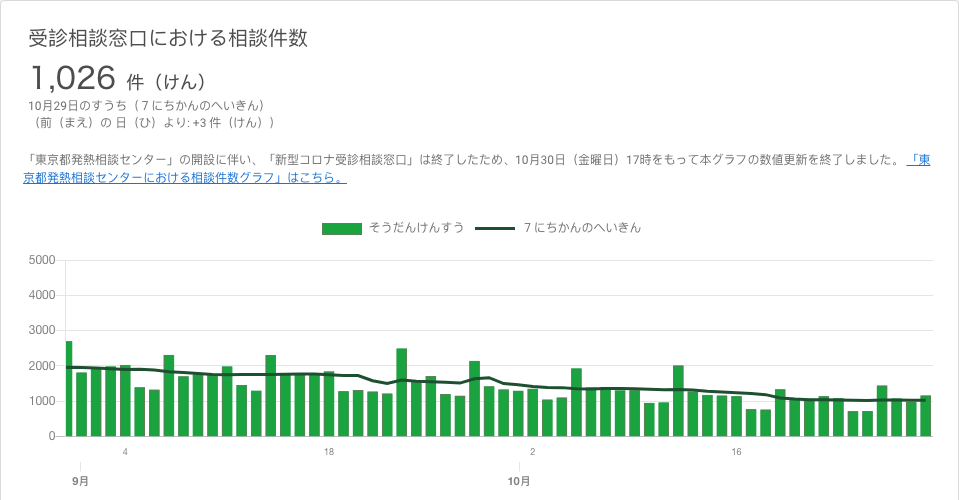 受診相談窓口における相談件数
1,026 件（けん）
10月29日のすうち（７にちかんのへいきん）
（前（まえ）の 日（ひ）より: +3 件（けん））
「東京都発熱相談センター」の開設に伴い、「新型コロナ受診相談窓口」は終了したため、10月30日（金曜日）17時をもって本グラフの数値更新を終了しました。 「東
京都発熱相談センターにおける相談件数グラフ」はこちら。
そうだんけんすう ７にちかんのへいきん
5000
4000
3000
2000
1000
0
4 18 2 16
9月 10月